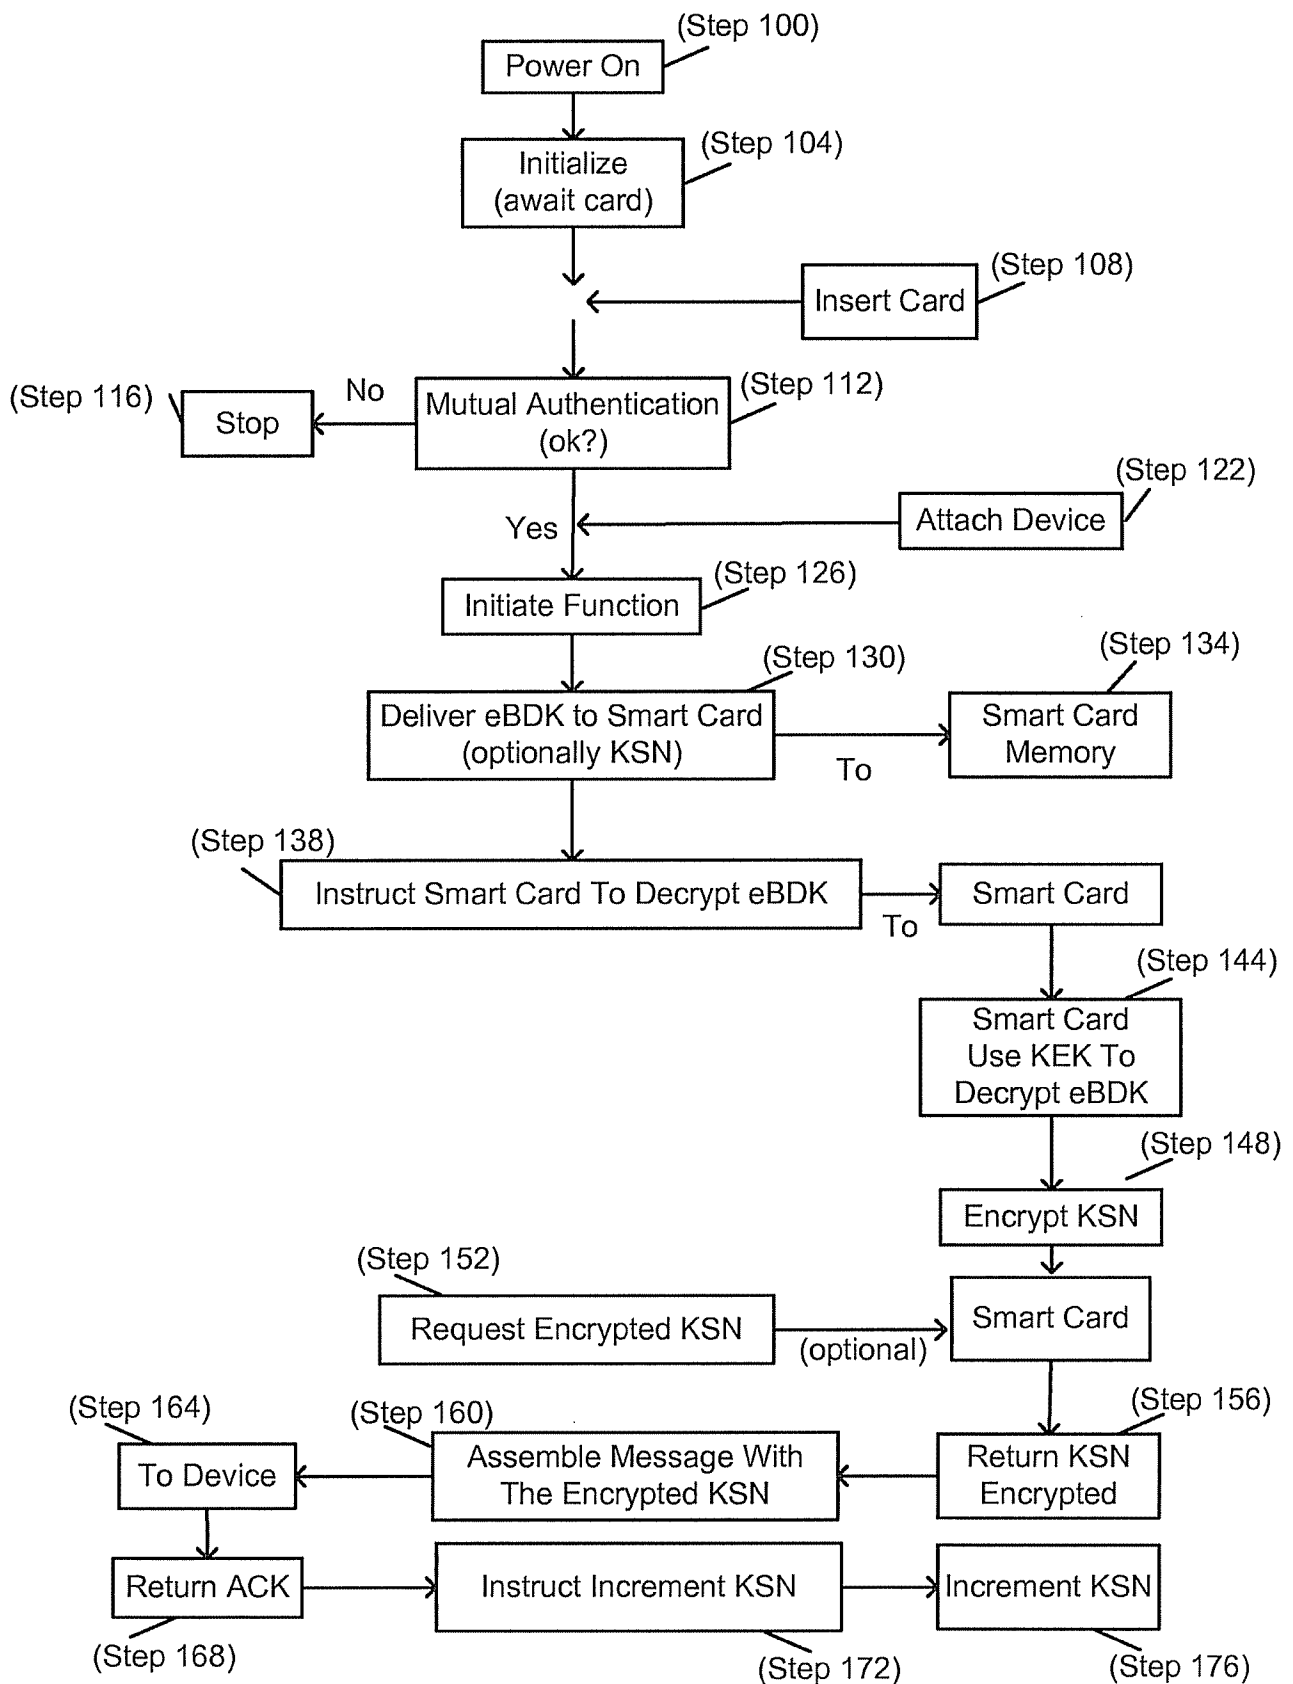 (Step 100)
Power On
(Step 104)
Initialize
(await card)
(Step 108)
Insert Card
(Step 116)
No
Stop
(Step 112)
Mutual Authentication
(ok?)
(Step 122)
Attach Device
Yes
(Step 126)
Initiate Function
(Step 130)
Deliver eBDK to Smart Card
(optionally KSN)
To
(Step 134)
Smart Card
Memory
(Step 138)
Instruct Smart Card To Decrypt eBDK
To
Smart Card
(Step 144)
Smart Card
Use KEK To
Decrypt eBDK
(Step 148)
Encrypt KSN
(Step 152)
Request Encrypted KSN
(optional)
Smart Card
(Step 156)
Return KSN
Encrypted
(Step 160)
Assemble Message With
The Encrypted KSN
(Step 164)
To Device
Return ACK
(Step 168)
Instruct Increment KSN
(Step 172)
Increment KSN
(Step 176)